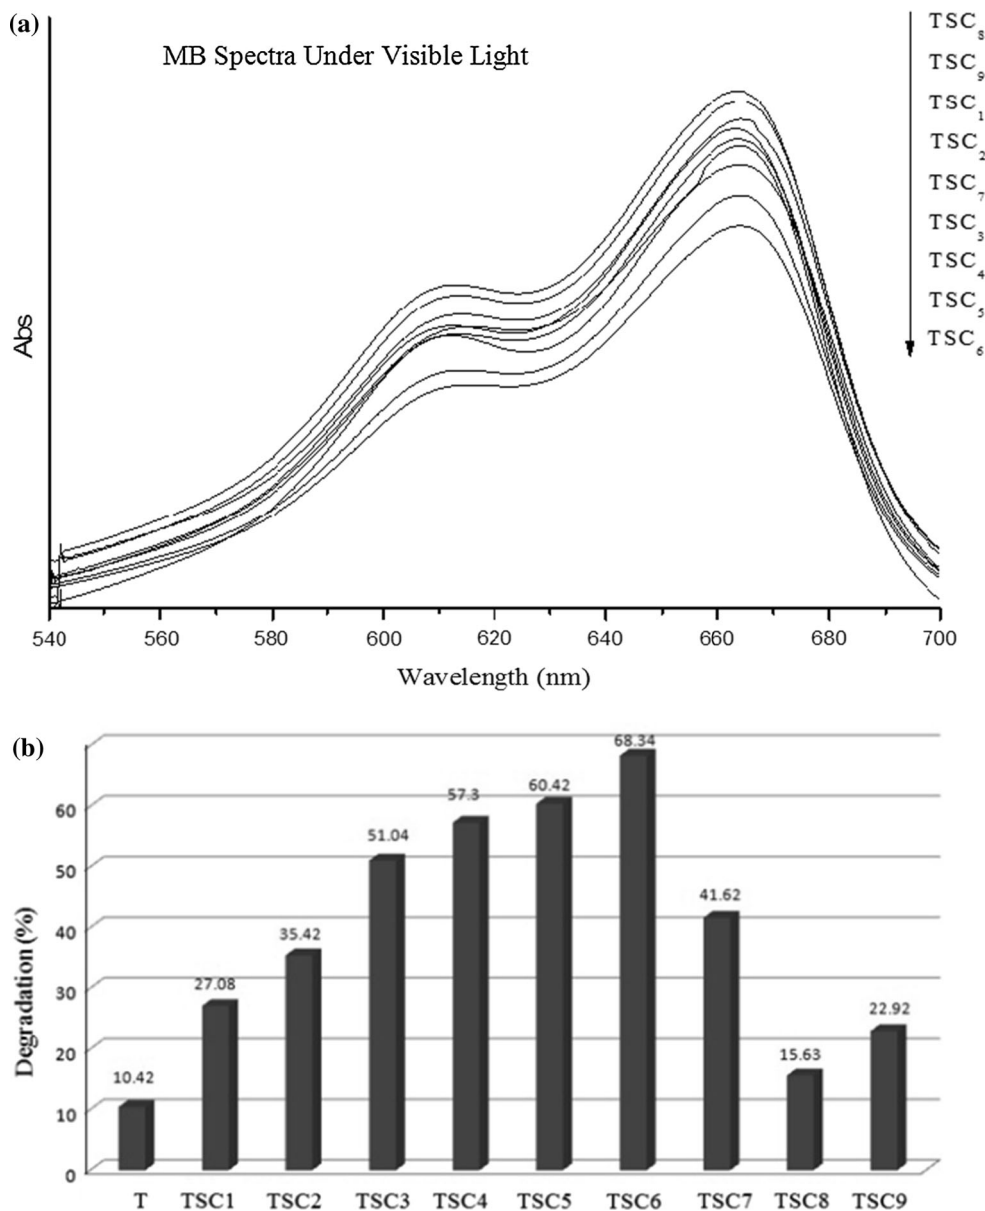 (a)
MB Spectra Under Visible Light
TSC8
TSC9
TSC1
TSC2
TSC7
TSC3
TSC4
TSC5
TSC6
Abs
540 560 580 600 620 640 660 680 700
Wavelength (nm)
(b)
Degradation (%)
60
50
40
30
20
10
0
10.42
27.08
35.42
51.04
57.3
60.42
68.34
41.62
15.63
22.92
T TSC1 TSC2 TSC3 TSC4 TSC5 TSC6 TSC7 TSC8 TSC9